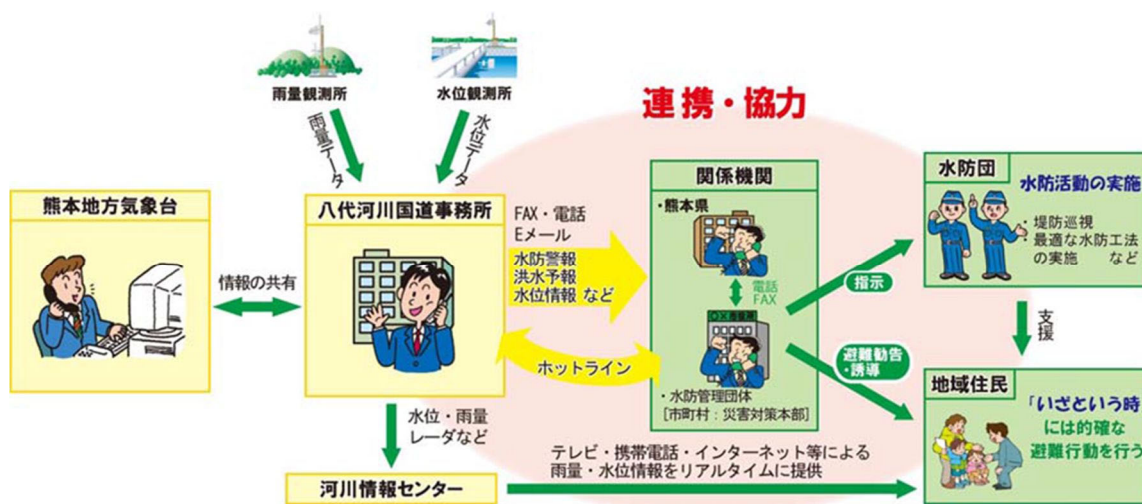 雨量観測所
水位観測所
雨量データ
水位データ
連携・協力
熊本地方気象台
情報の共有
八代河川国道事務所
FAX・電話
Eメール
水防警報
洪水予報
水位情報 など
ホットライン
関係機関
・熊本県
電話
FAX
・水防管理団体
［市町村：災害対策本部］
指示
避難勧告
・誘導
水防団
水防活動の実施
・堤防巡視
・最適な水防工法
の実施 など
支援
地域住民
「いざという時
には的確な
避難行動を行う
水位・雨量
レーダなど
河川情報センター
テレビ・携帯電話・インターネット等による
雨量・水位情報をリアルタイムに提供